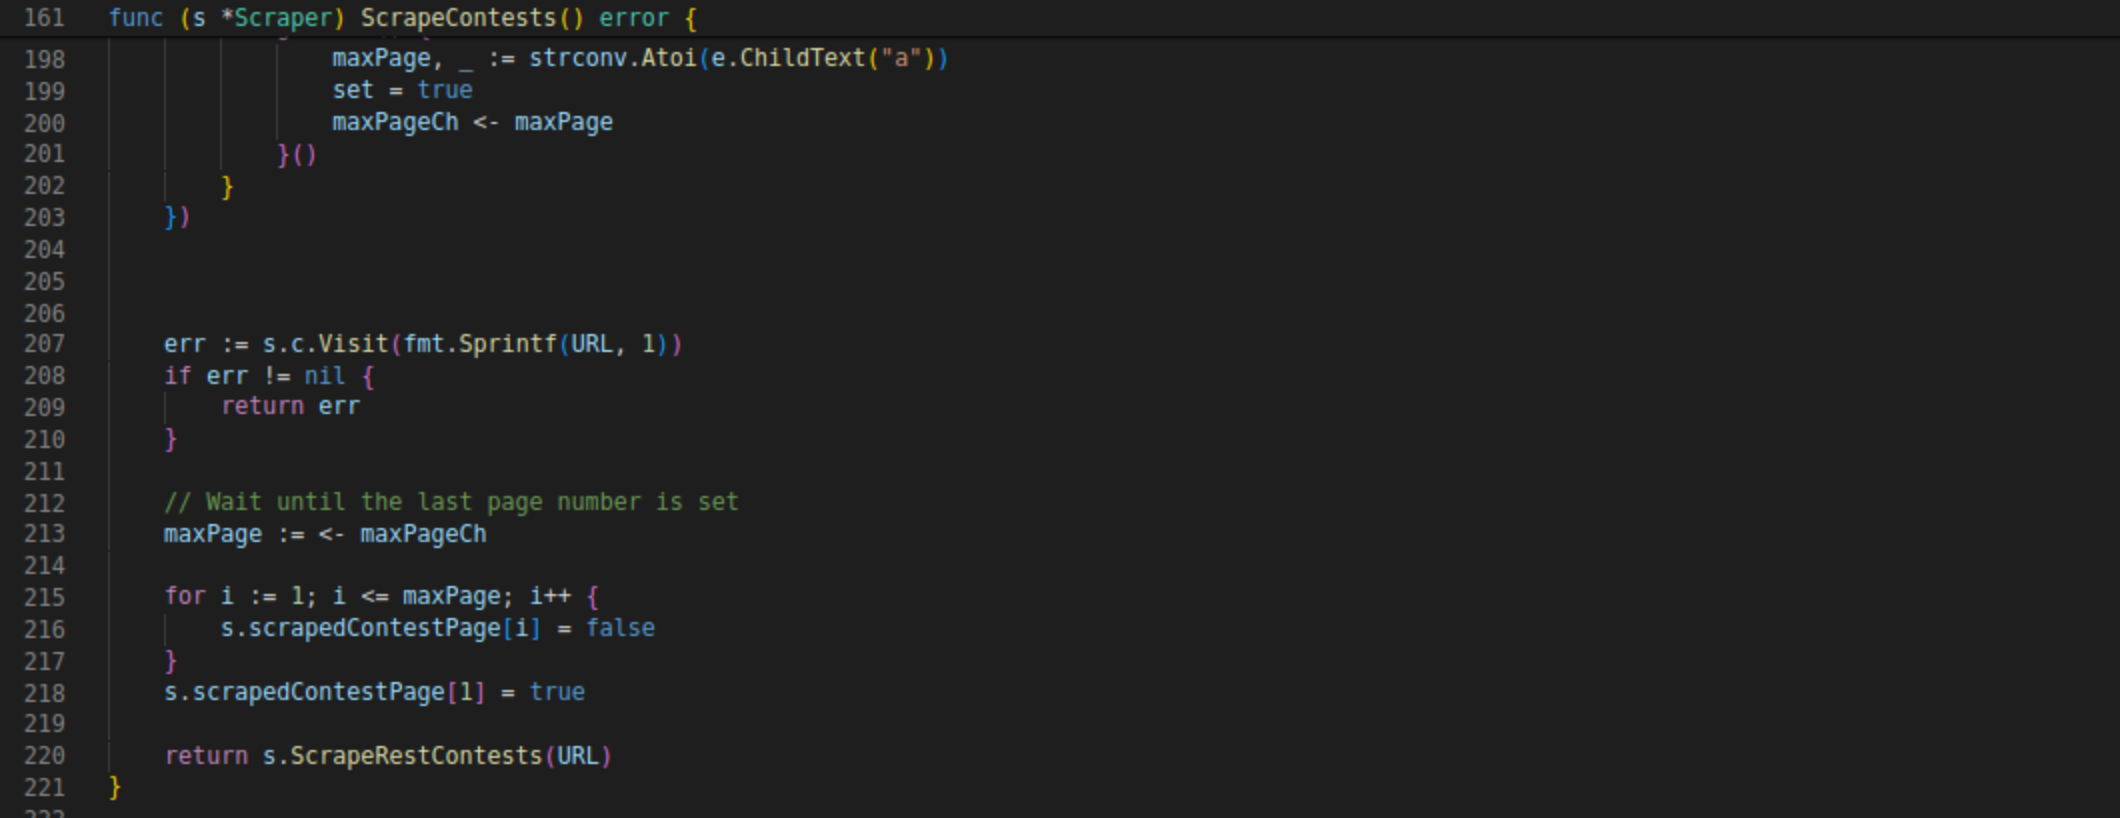 161 func (s *Scraper) ScrapeContests() error {
198 maxPage, _ := strconv.Atoi(e.ChildText("a"))
199 set = true
200 maxPageCh <- maxPage
201 }()
202 }
203 })
204
205
206
207 err := s.c.Visit(fmt.Sprintf(URL, 1))
208 if err != nil {
209 return err
210 }
211
212 // Wait until the last page number is set
213 maxPage := <- maxPageCh
214
215 for i := 1; i <= maxPage; i++ {
216 s.scrapedContestPage[i] = false
217 }
218 s.scrapedContestPage[1] = true
219
220 return s.ScrapeRestContests(URL)
221 }